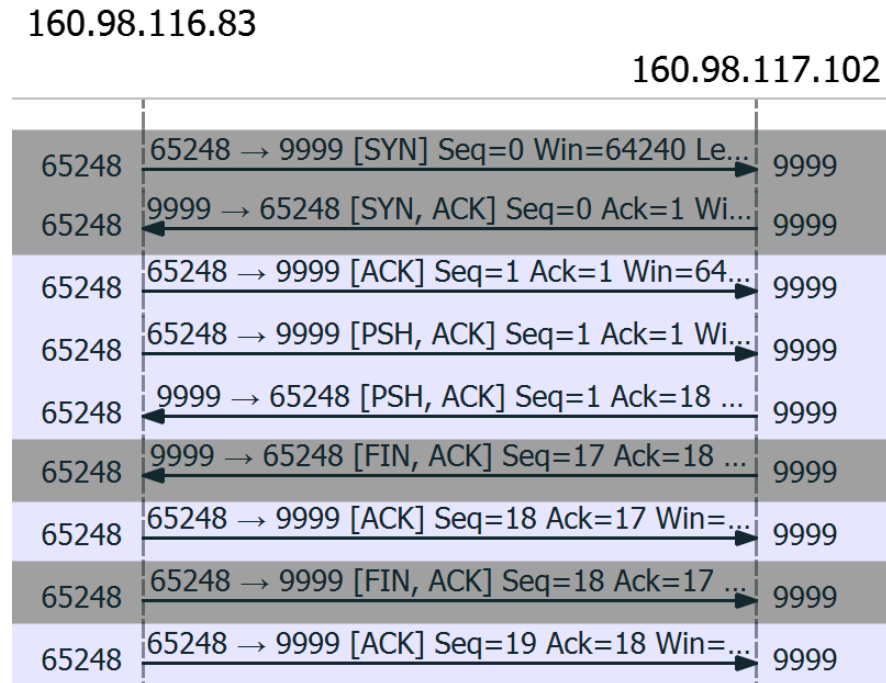 160.98.116.83
160.98.117.102
65248 65248 → 9999 [SYN] Seq=0 Win=64240 Le... 9999
65248 9999 → 65248 [SYN, ACK] Seq=0 Ack=1 Wi... 9999
65248 65248 → 9999 [ACK] Seq=1 Ack=1 Win=64... 9999
65248 65248 → 9999 [PSH, ACK] Seq=1 Ack=1 Wi... 9999
65248 9999 → 65248 [PSH, ACK] Seq=1 Ack=18 ... 9999
65248 9999 → 65248 [FIN, ACK] Seq=17 Ack=18 ... 9999
65248 65248 → 9999 [ACK] Seq=18 Ack=17 Win=... 9999
65248 65248 → 9999 [FIN, ACK] Seq=18 Ack=17 ... 9999
65248 65248 → 9999 [ACK] Seq=19 Ack=18 Win=... 9999